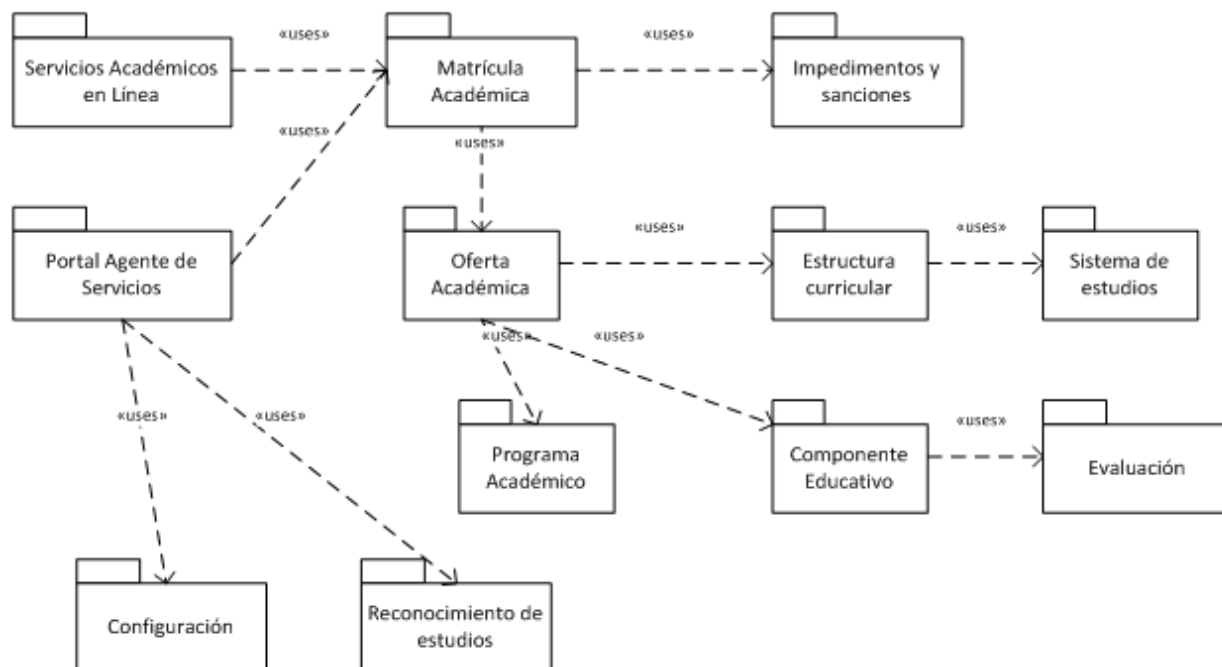 «uses»
«uses»
Servicios Académicos
en Línea
Matrícula
Académica
Impedimentos y
sanciones
«uses»
«uses»
Portal Agente de
Servicios
Oferta
Académica
«uses»
Estructura
curricular
«uses»
Sistema de
estudios
«uses»
«uses»
«uses»
«uses»
«uses»
Programa
Académico
Componente
Educativo
Evaluación
Configuración
Reconocimiento de
estudios